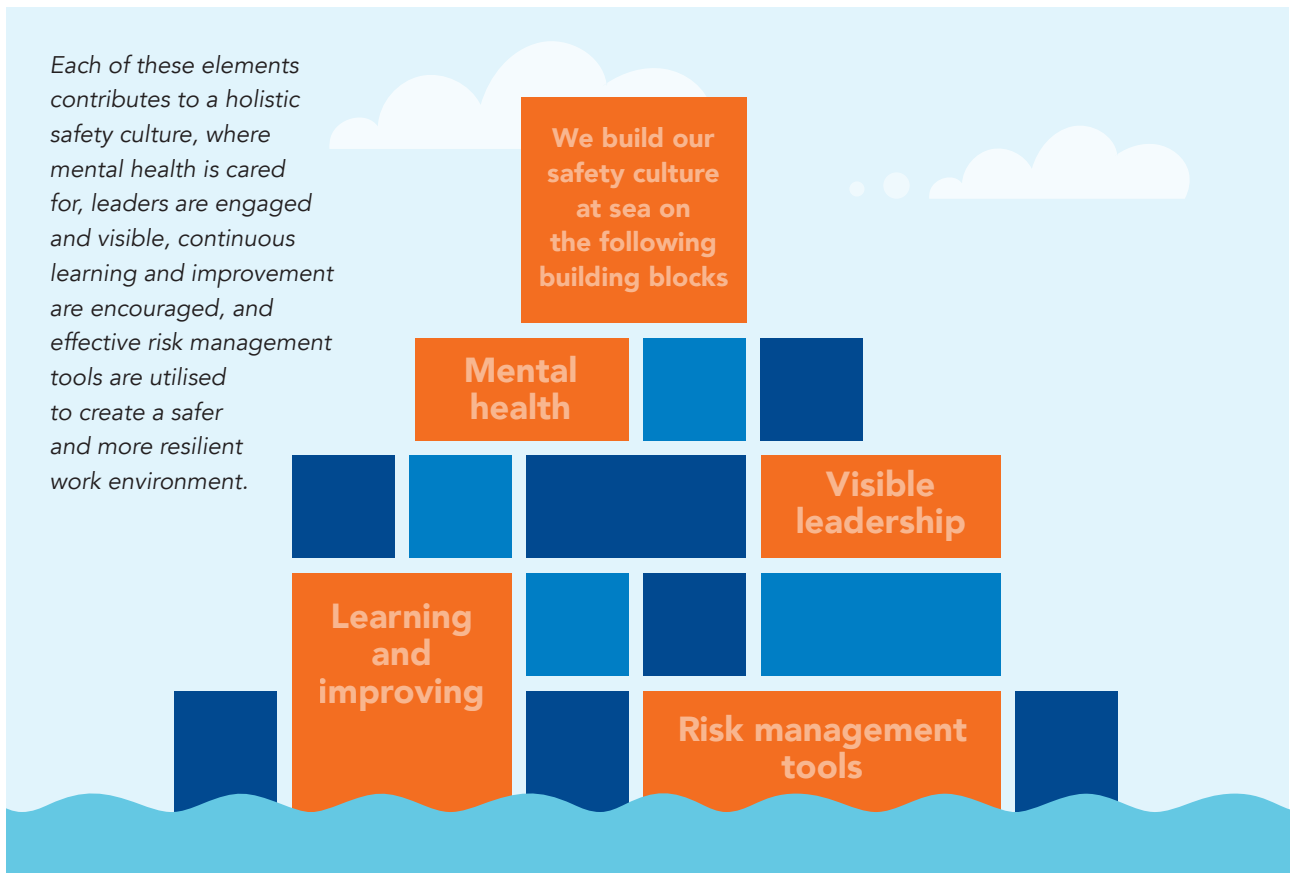 Each of these elements
contributes to a holistic
safety culture, where
mental health is cared
for, leaders are engaged
and visible, continuous
learning and improvement
are encouraged, and
effective risk management
tools are utilised
to create a safer
and more resilient
work environment.
We build our
safety culture
at sea on
the following
building blocks
Mental
health
Visible
leadership
Learning
and
improving
Risk management
tools